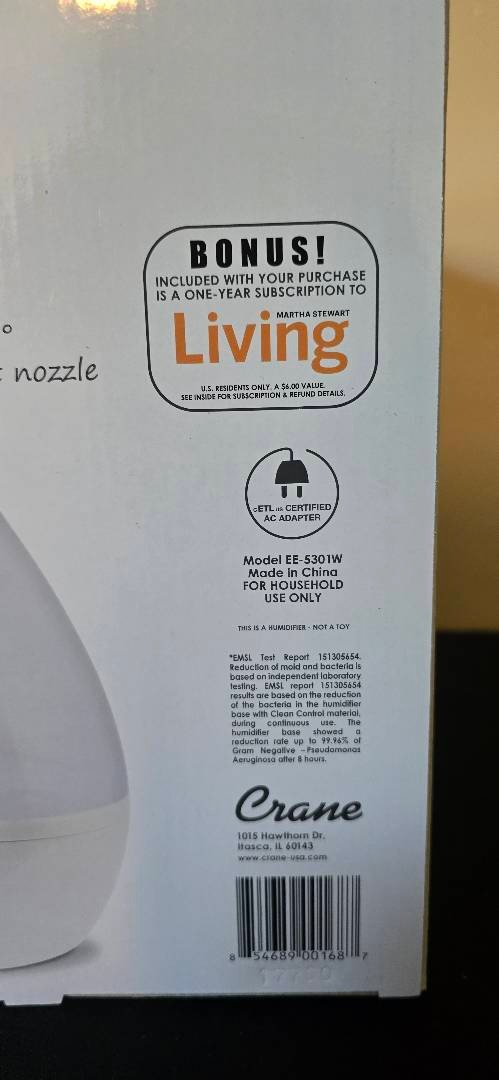 BONUS!
INCLUDED WITH YOUR PURCHASE
IS A ONE-YEAR SUBSCRIPTION TO
MARTHA STEWART
Living
U.S. RESIDENTS ONLY. A $6.00 VALUE.
SEE INSIDE FOR SUBSCRIPTION & REFUND DETAILS.
nozzle
cETLus CERTIFIED
AC ADAPTER
Model EE-5301W
Made in China
FOR HOUSEHOLD
USE ONLY
THIS IS A HUMIDIFIER - NOT A TOY
*EMSL Test Report 151305654.
Reduction of mold and bacteria is
based on independent laboratory
testing. EMSL report 151305654
results are based on the reduction
of the bacteria in the humidifier
base with Clean Control material,
during continuous use. The
humidifier base showed a
reduction rate up to 99.96% of
Gram Negative - Pseudomonas
Aeruginosa after 8 hours.
Crane
1015 Hawthorn Dr.
Itasca, IL 60143
www.crane-usa.com
8 54689 00168 7